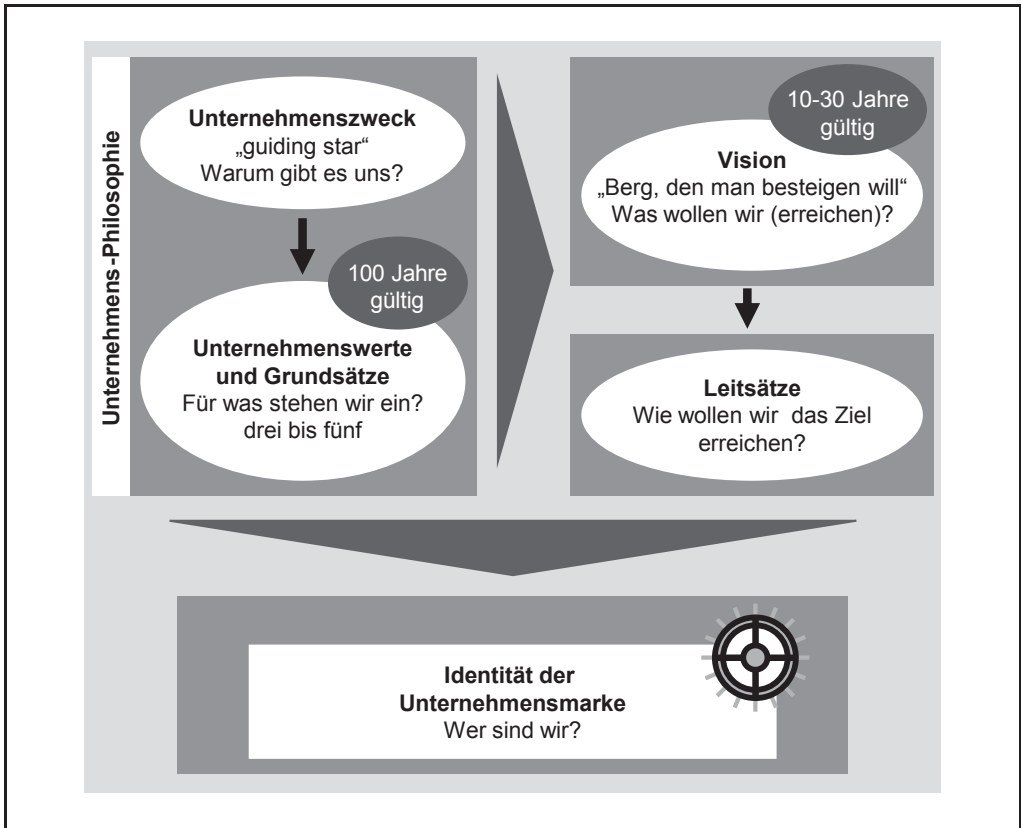 Unternehmens-Philosophie
Unternehmenszweck
„guiding star“
Warum gibt es uns?
100 Jahre
gültig
Unternehmenswerte
und Grundsätze
Für was stehen wir ein?
drei bis fünf
10-30 Jahre
gültig
Vision
„Berg, den man besteigen will“
Was wollen wir (erreichen)?
Leitsätze
Wie wollen wir das Ziel
erreichen?
Identität der
Unternehmensmarke
Wer sind wir?